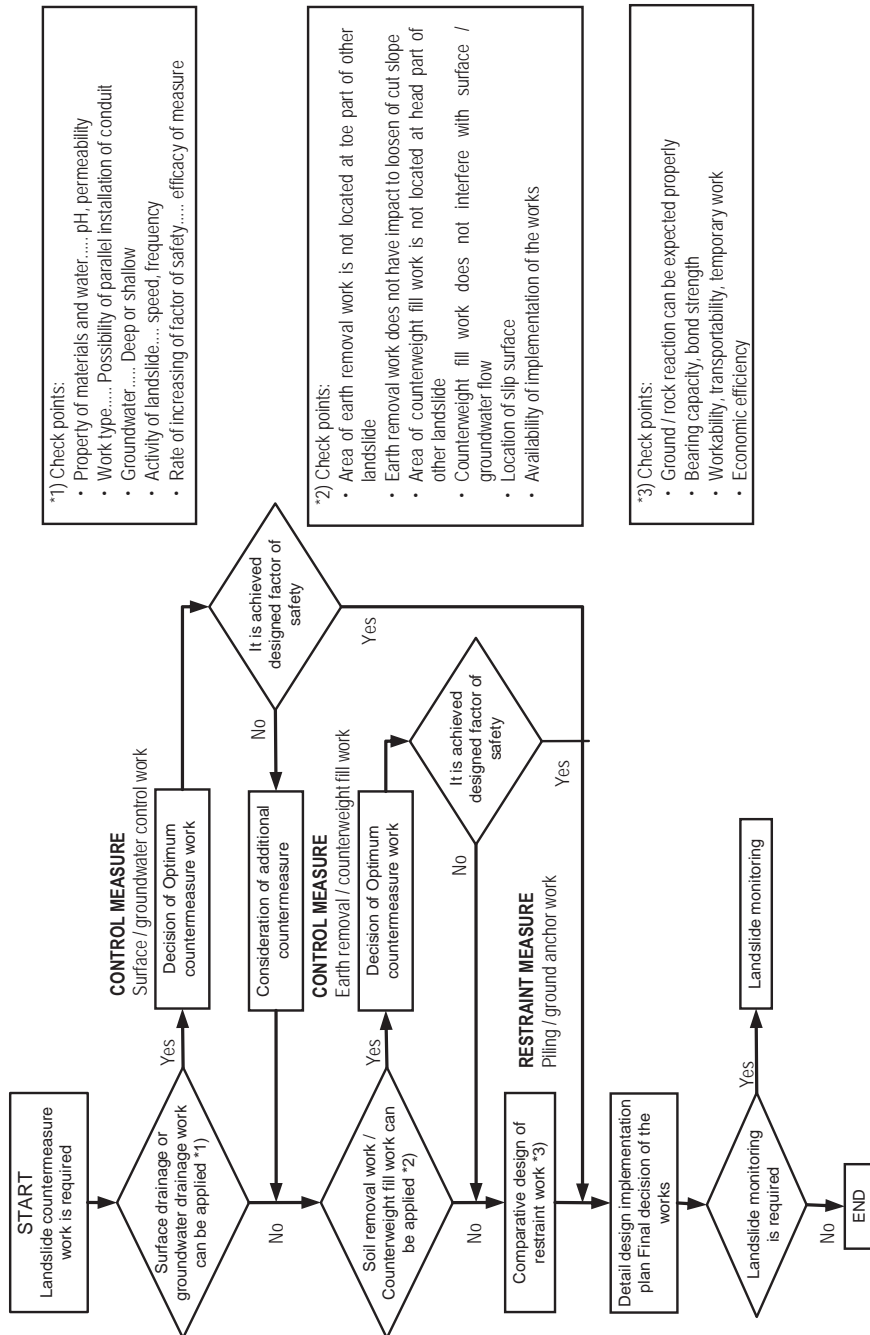 START
Landslide countermeasure
work is required
Surface drainage or
groundwater drainage work
can be applied *1)
Yes
No
CONTROL MEASURE
Surface / groundwater control work
Decision of Optimum
countermeasure work
It is achieved
designed factor of
safety
No
Yes
Consideration of additional
countermeasure
Soil removal work /
Counterweight fill work can
be applied *2)
Yes
No
CONTROL MEASURE
Earth removal / counterweight fill work
Decision of Optimum
countermeasure work
It is achieved
designed factor of
safety
No
Yes
RESTRAINT MEASURE
Piling / ground anchor work
Comparative design of
restraint work *3)
Detail design implementation
plan Final decision of the
works
Landslide monitoring
is required
Yes
No
Landslide monitoring
END
*1) Check points:
• Property of materials and water..... pH, permeability
• Work type..... Possibility of parallel installation of conduit
• Groundwater..... Deep or shallow
• Activity of landslide.... speed, frequency
• Rate of increasing of factor of safety..... efficacy of measure
*2) Check points:
• Area of earth removal work is not located at toe part of other
landslide
• Earth removal work does not have impact to loosen of cut slope
• Area of counterweight fill work is not located at head part of
other landslide
• Counterweight fill work does not interfere with surface /
groundwater flow
• Location of slip surface
• Availability of implementation of the works
*3) Check points:
• Ground / rock reaction can be expected properly
• Bearing capacity, bond strength
• Workability, transportability, temporary work
• Economic efficiency